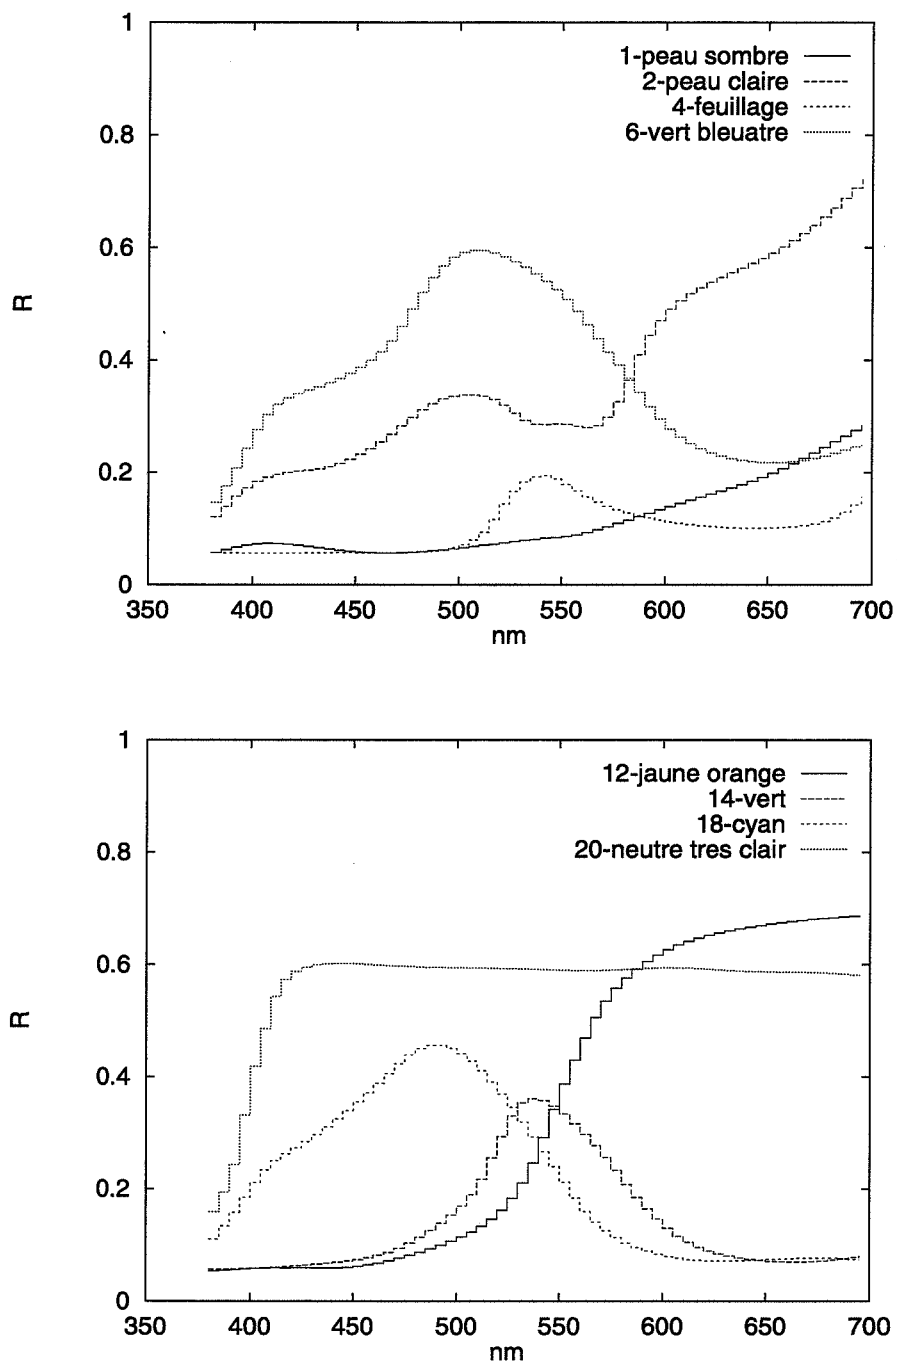 1
1-peau sombre
2-peau claire
4-feuillage
6-vert bleuatre
0.8
0.6
R
0.4
0.2
0
350 400 450 500 550 600 650 700
nm
1
12-jaune orange
14-vert
18-cyan
20-neutre tres clair
0.8
0.6
R
0.4
0.2
0
350 400 450 500 550 600 650 700
nm